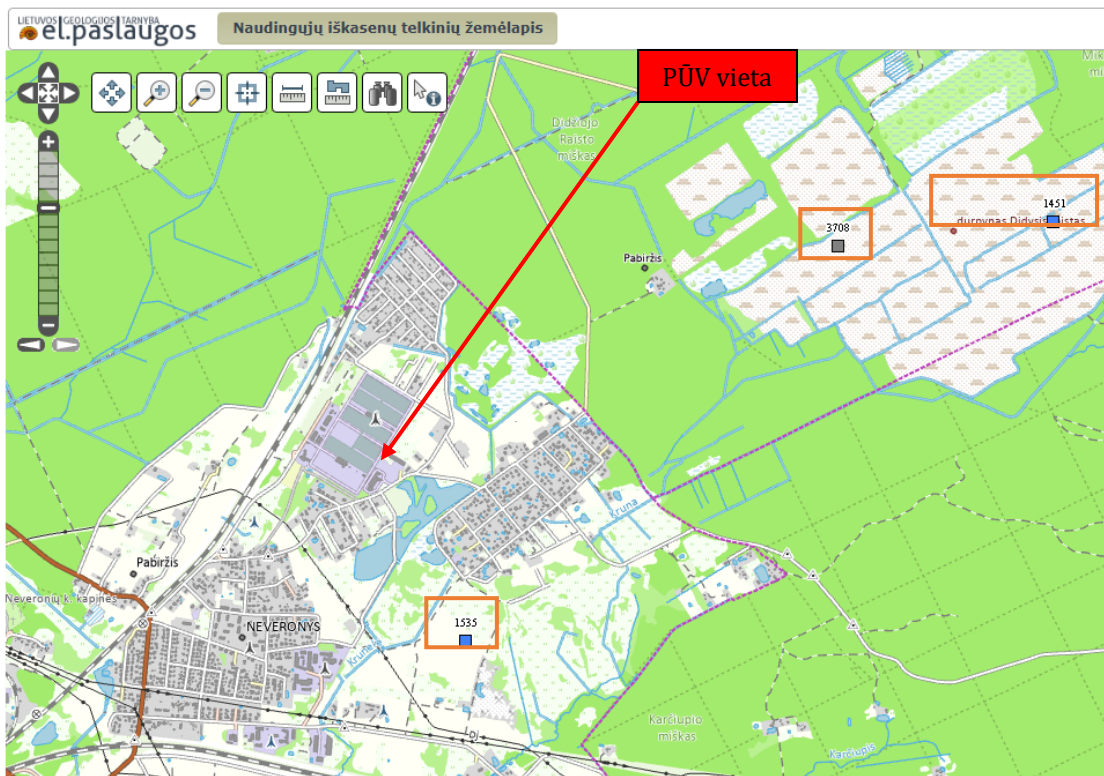 LIETUVOS GEOLOGIJOS TARNYBA
el.paslaugos
Naudingųjų iškasenų telkinių žemėlapis
PŪV vieta
Didžiojo
Raisto
miškas
1451
durpynas Didysis Raistas
3708
Pabiržis
Kruna
Pabiržis
Neveronių k. kapinės
1535
NEVERONYS
Karčiupio
miškas
Karčiupis